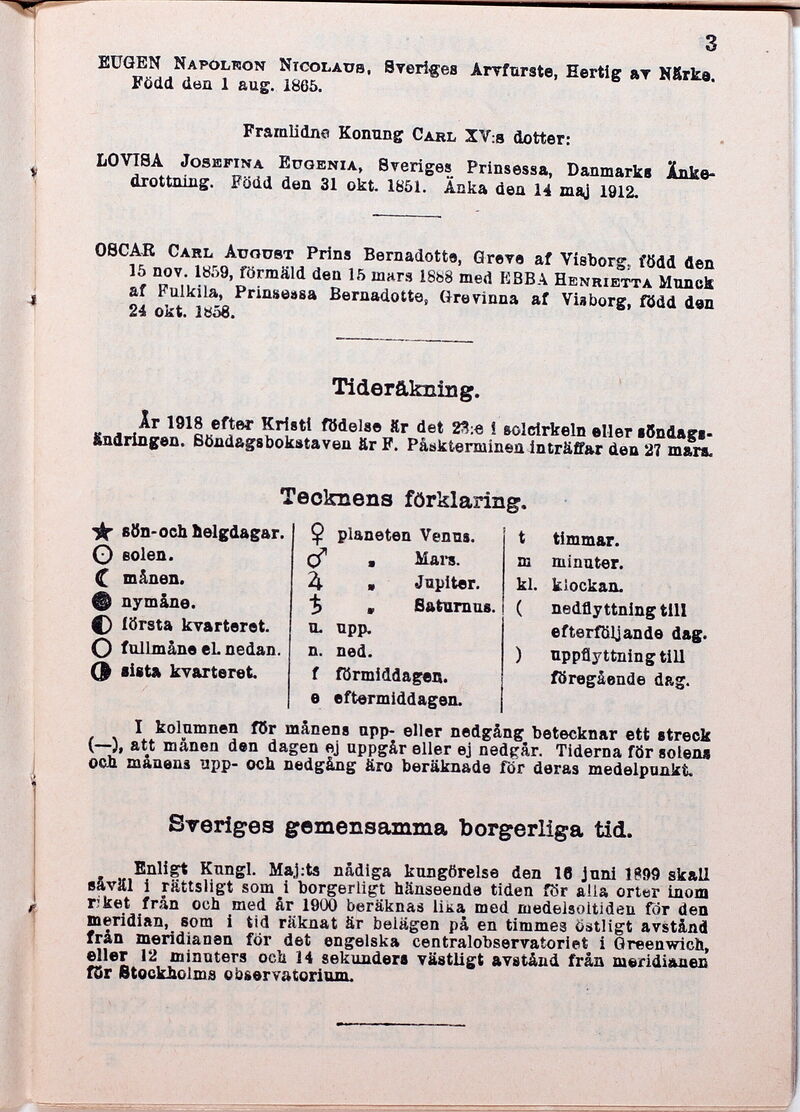 3
EUGEN NAPOLEON NICOLAUS, Sveriges Arvfurste, Hertig av Närke.
Född den 1 aug. 1865.
Framlidne Konung CARL XV:s dotter:
LOVISA JOSEFINA EUGENIA, Sveriges Prinsessa, Danmarks Änke-
drottning. Född den 31 okt. 1851. Änka den 14 maj 1912.
OSCAR CARL AUGUST Prins Bernadotte, Greve af Visborg, född den
15 nov. 1859, förmäld den 15 mars 1888 med EBBA HENRIETTA Munck
af Fulkila, Prinsessa Bernadotte, Grevinna af Visborg, född den
24 okt. 1858.
Tideräkning.
År 1918 efter Kristi födelse är det 23:e i solcirkeln eller söndags-
ändringen. Söndagsbokstaven är F. Påskterminen inträffar den 27 mars.
Tecknens förklaring.
★ sön- och helgdagar.
☉ solen.
☾ månen.
nymåne.
första kvarteret.
fullmåne el. nedan.
sista kvarteret.
♀ planeten Venus.
♂ „ Mars.
♃ „ Jupiter.
♄ „ Saturnus.
u. upp.
n. ned.
f förmiddagen.
e eftermiddagen.
t timmar.
m minuter.
kl. klockan.
( nedflyttning till
efterföljande dag.
) uppflyttning till
föregående dag.
I kolumnen för månens upp- eller nedgång betecknar ett streck
(—), att månen den dagen ej uppgår eller ej nedgår. Tiderna för solens
och månens upp- och nedgång äro beräknade för deras medelpunkt.
Sveriges gemensamma borgerliga tid.
Enligt Kungl. Maj:ts nådiga kungörelse den 16 juni 1899 skall
såväl i rättsligt som i borgerligt hänseende tiden för alla orter inom
riket från och med år 1900 beräknas lika med medelsoltiden för den
meridian, som i tid räknat är belägen på en timmes östligt avstånd
från meridianen för det engelska centralobservatoriet i Greenwich,
eller 12 minuters och 14 sekunders västligt avstånd från meridianen
för Stockholms observatorium.